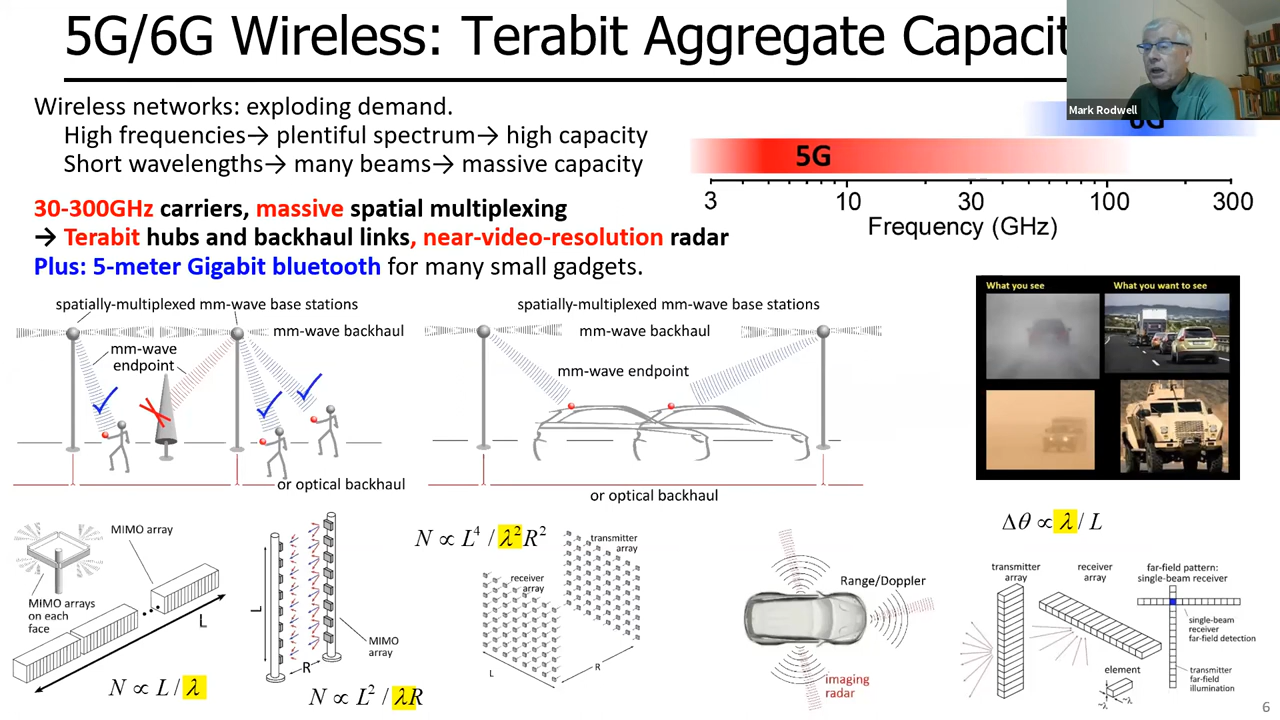 5G/6G Wireless: Terabit Aggregate Capacit
Mark Rodwell
Wireless networks: exploding demand.
High frequencies→ plentiful spectrum→ high capacity
Short wavelengths→ many beams→ massive capacity
30-300GHz carriers, massive spatial multiplexing
→ Terabit hubs and backhaul links, near-video-resolution radar
Plus: 5-meter Gigabit bluetooth for many small gadgets.
6G
5G
3 10 30 100 300
Frequency (GHz)
spatially-multiplexed mm-wave base stations
mm-wave backhaul
mm-wave
endpoint
or optical backhaul
spatially-multiplexed mm-wave base stations
mm-wave backhaul
mm-wave endpoint
or optical backhaul
What you see What you want to see
MIMO array
MIMO arrays
on each
face
L
N ∝ L / λ
L
R
MIMO
array
N ∝ L² / λR
N ∝ L⁴ / λ²R²
transmitter
array
receiver
array
L
R
Range/Doppler
imaging
radar
Δθ ∝ λ / L
transmitter
array
receiver
array
far-field pattern:
single-beam receiver
single-beam
receiver
far-field detection
element
~λ ~λ
transmitter
far-field
illumination
6